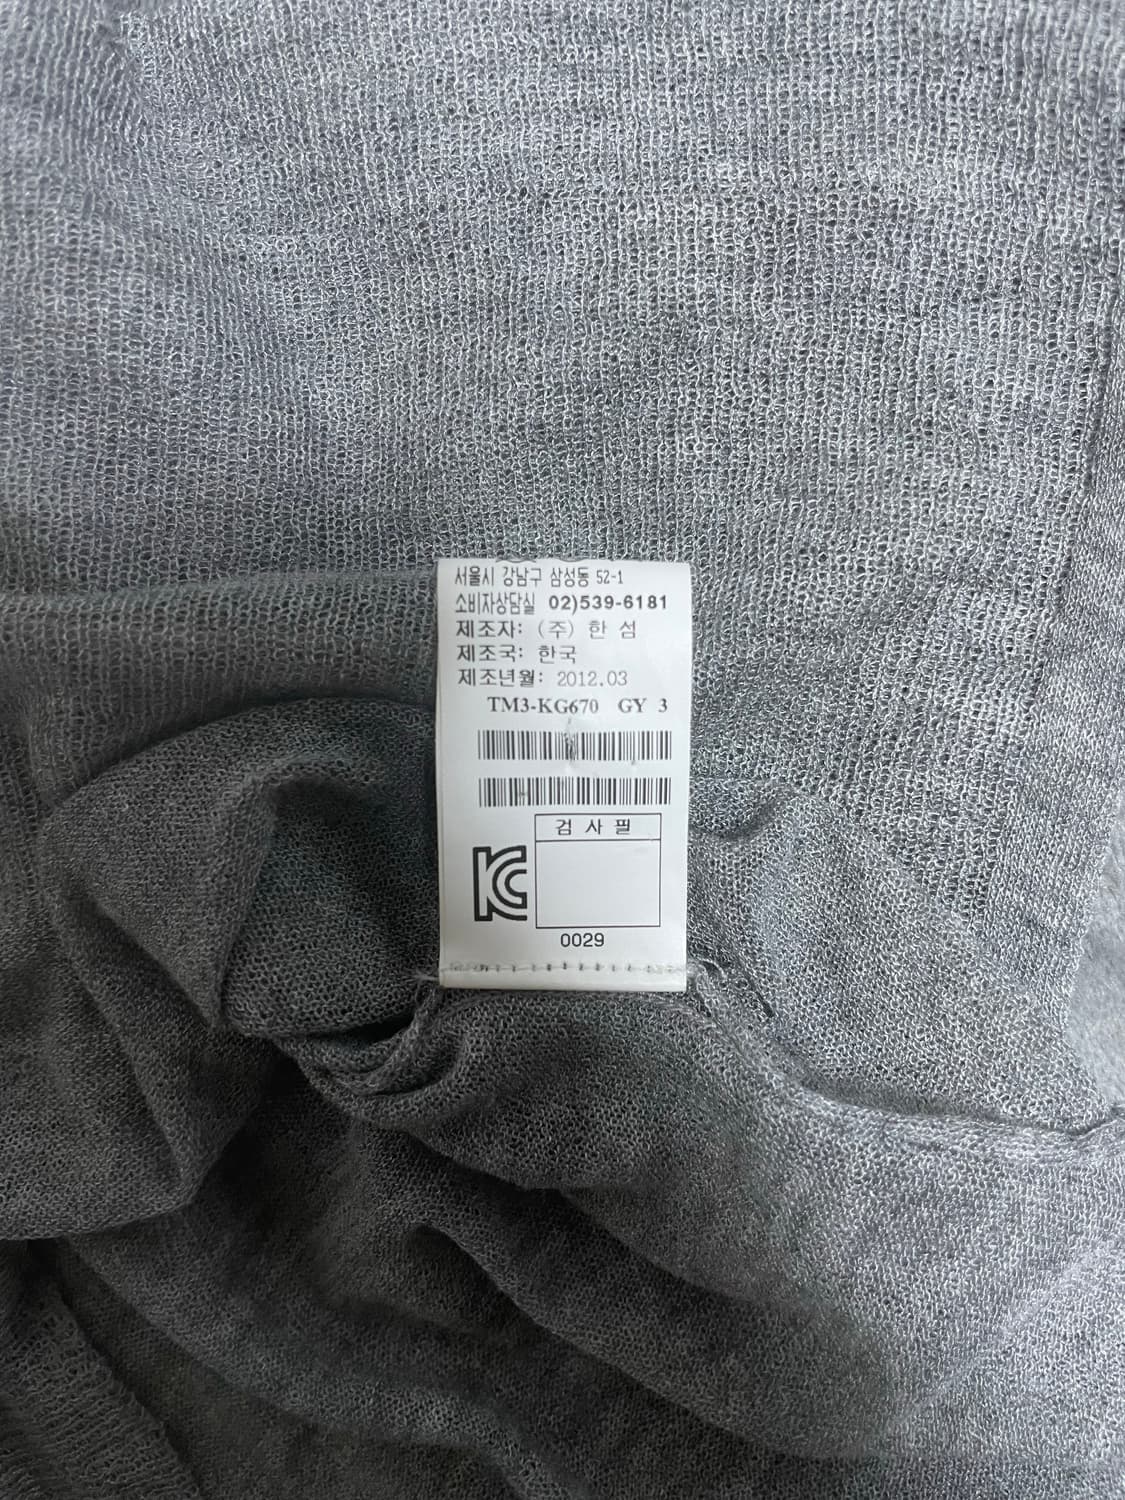 서울시 강남구 삼성동 52-1
소비자상담실 02)539-6181
제조자: (주) 한 섬
제조국: 한국
제조년월: 2012.03
TM3-KG670 GY 3
검 사 필
KC
0029